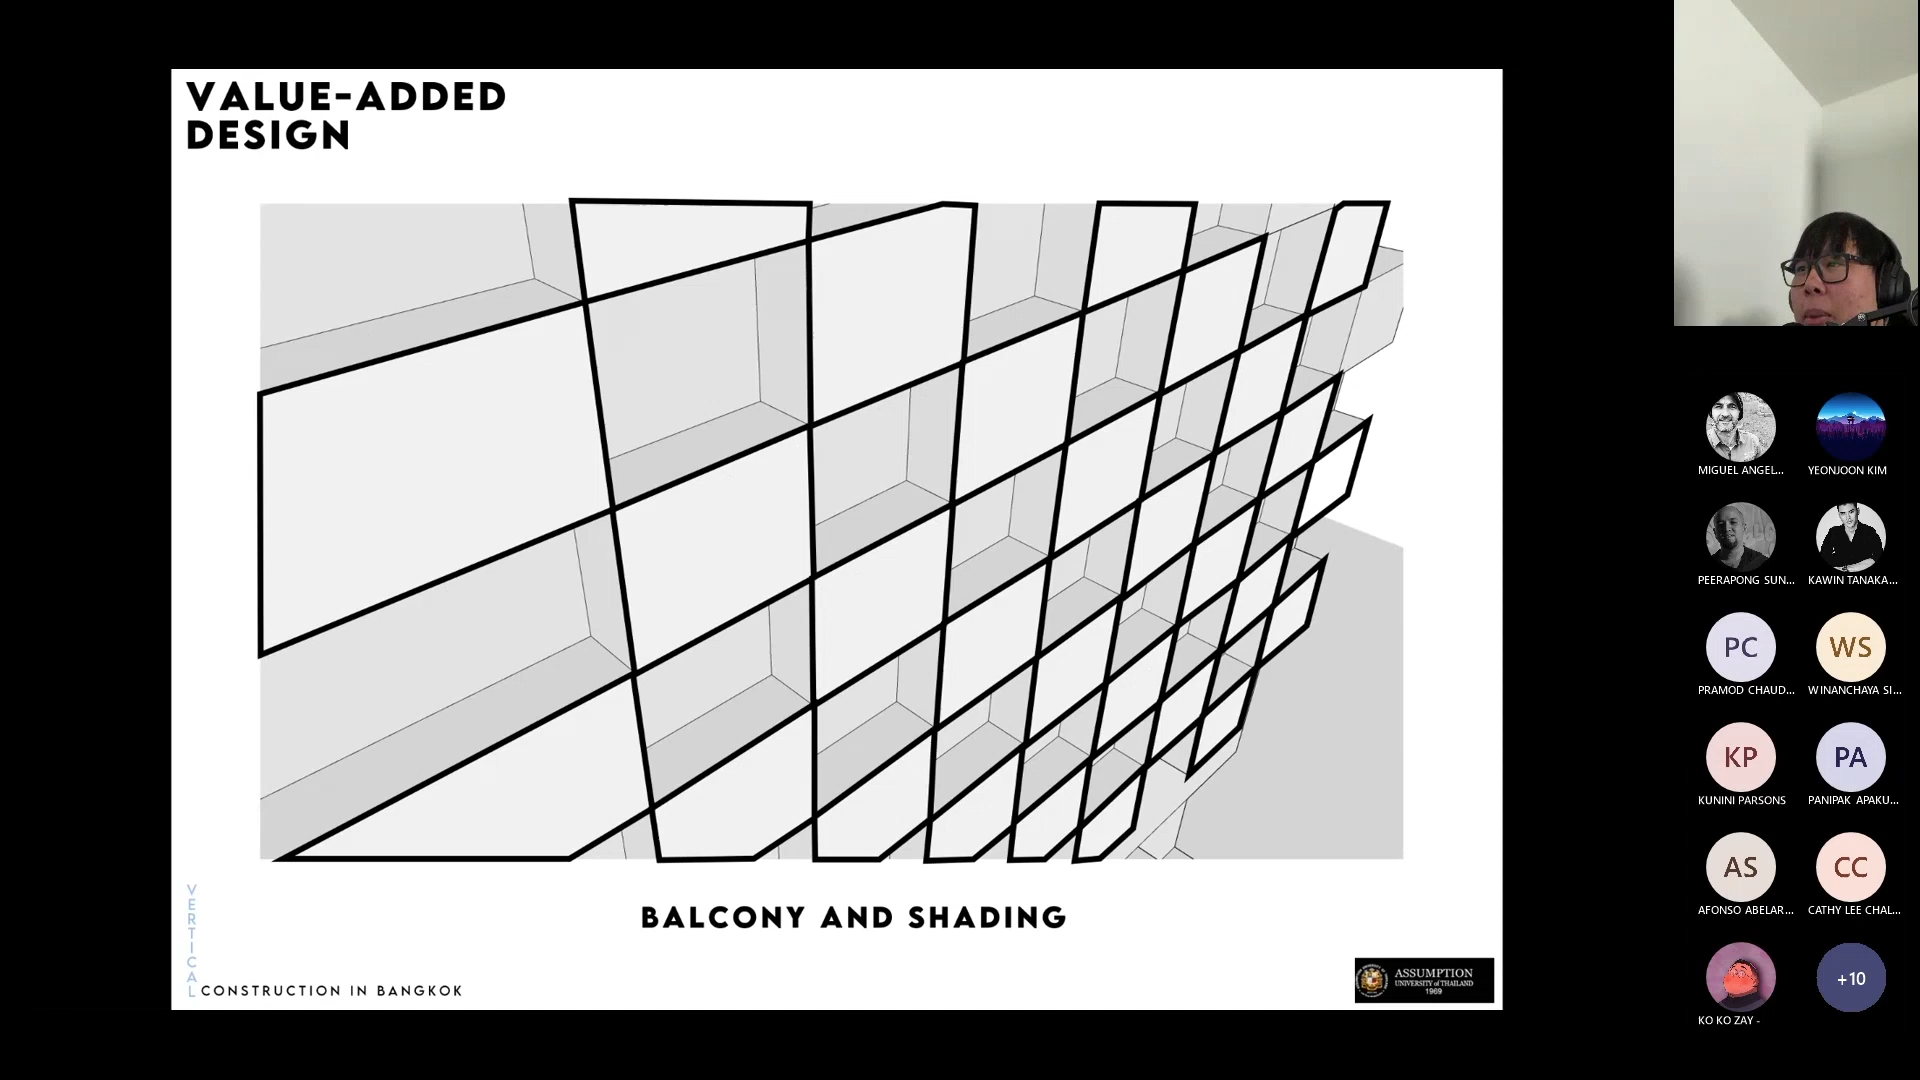 VALUE-ADDED
DESIGN
BALCONY AND SHADING
VERTICAL
CONSTRUCTION IN BANGKOK
ASSUMPTION
UNIVERSITY of THAILAND
1969
MIGUEL ANGEL...
YEONJOON KIM
PEERAPONG SUN...
KAWIN TANAKA...
PC
WS
PRAMOD CHAUD...
WINANCHAYA SI...
KP
PA
KUNINI PARSONS
PANIPAK APAKU...
AS
CC
AFONSO ABELAR...
CATHY LEE CHAL...
+10
KO KO ZAY -